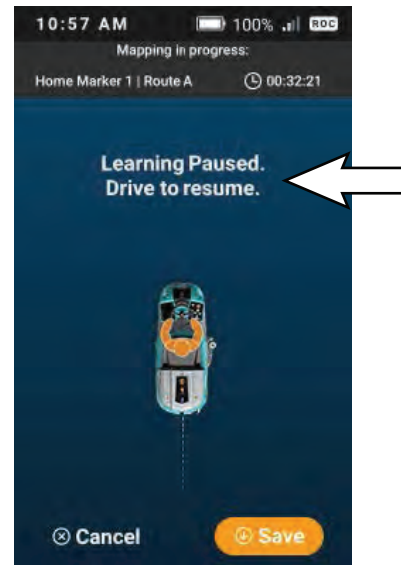 10:57 AM 100% ROC
Mapping in progress:
Home Marker 1 | Route A 00:32:21
Learning Paused.
Drive to resume.
Cancel Save